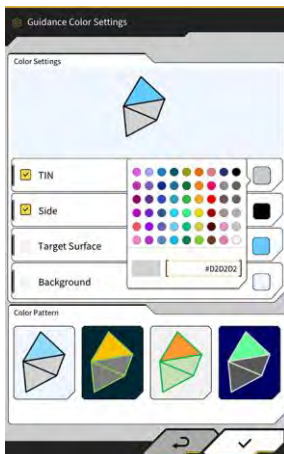 Guidance Color Settings
Color Settings
TIN
Side
Target Surface
Background
#D2D2D2
Color Pattern